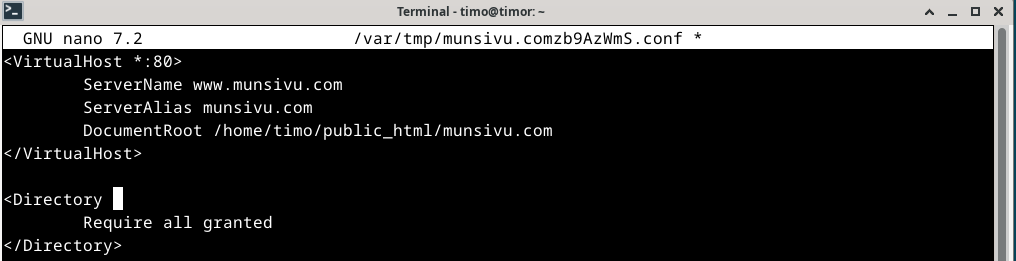 Terminal - timo@timor: ~
GNU nano 7.2 /var/tmp/munsivu.comzb9AzWmS.conf *
<VirtualHost *:80>
        ServerName www.munsivu.com
        ServerAlias munsivu.com
        DocumentRoot /home/timo/public_html/munsivu.com
</VirtualHost>

<Directory
        Require all granted
</Directory>